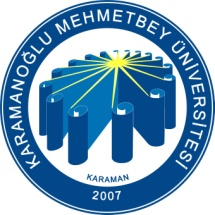 KARAMANOĞLU MEHMETBEY ÜNİVERSİTESİ
KARAMAN
2007